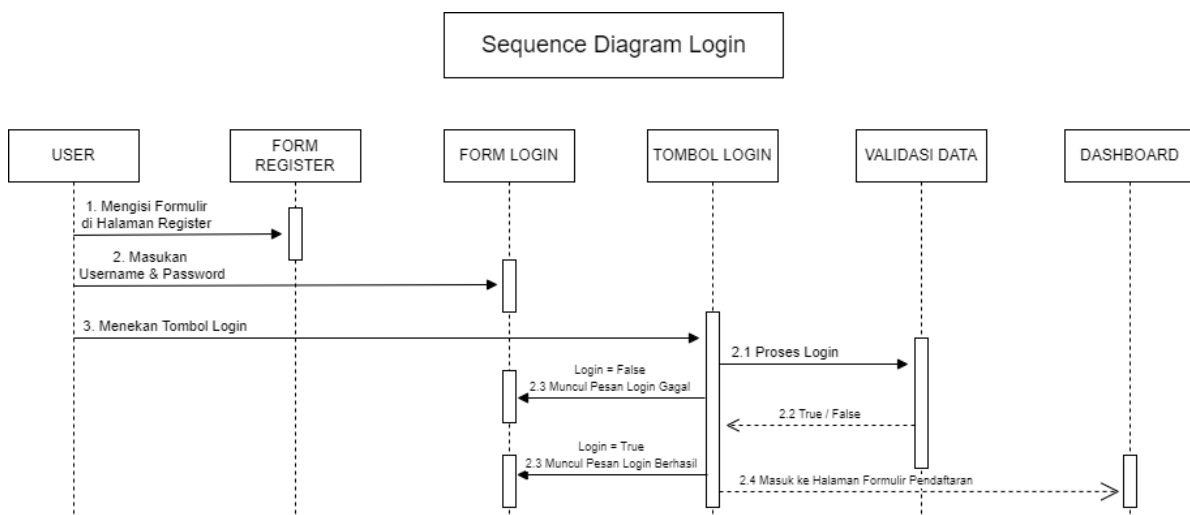 Sequence Diagram Login
USER
FORM
REGISTER
FORM LOGIN
TOMBOL LOGIN
VALIDASI DATA
DASHBOARD
1. Mengisi Formulir
di Halaman Register
2. Masukan
Username & Password
3. Menekan Tombol Login
2.1 Proses Login
Login = False
2.3 Muncul Pesan Login Gagal
2.2 True / False
Login = True
2.3 Muncul Pesan Login Berhasil
2.4 Masuk ke Halaman Formulir Pendaftaran